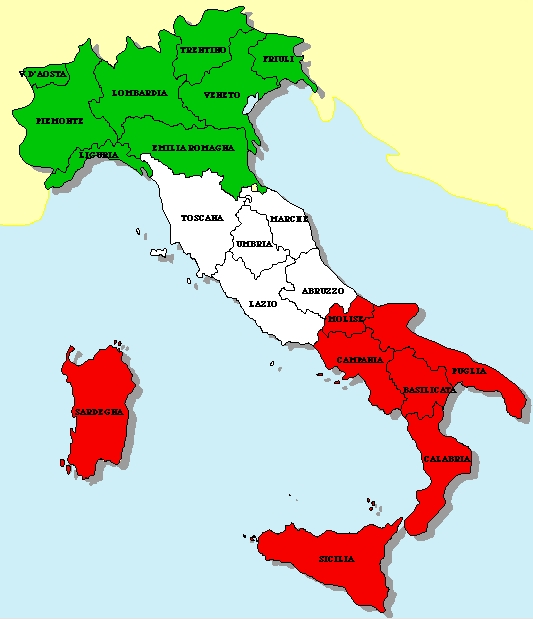 TRENTINO
FRIULI
V. D'AOSTA
LOMBARDIA
VENETO
PIEMONTE
EMILIA ROMAGNA
LIGURIA
TOSCANA
MARCHE
UMBRIA
ABRUZZO
LAZIO
MOLISE
CAMPANIA
PUGLIA
BASILICATA
SARDEGNA
CALABRIA
SICILIA